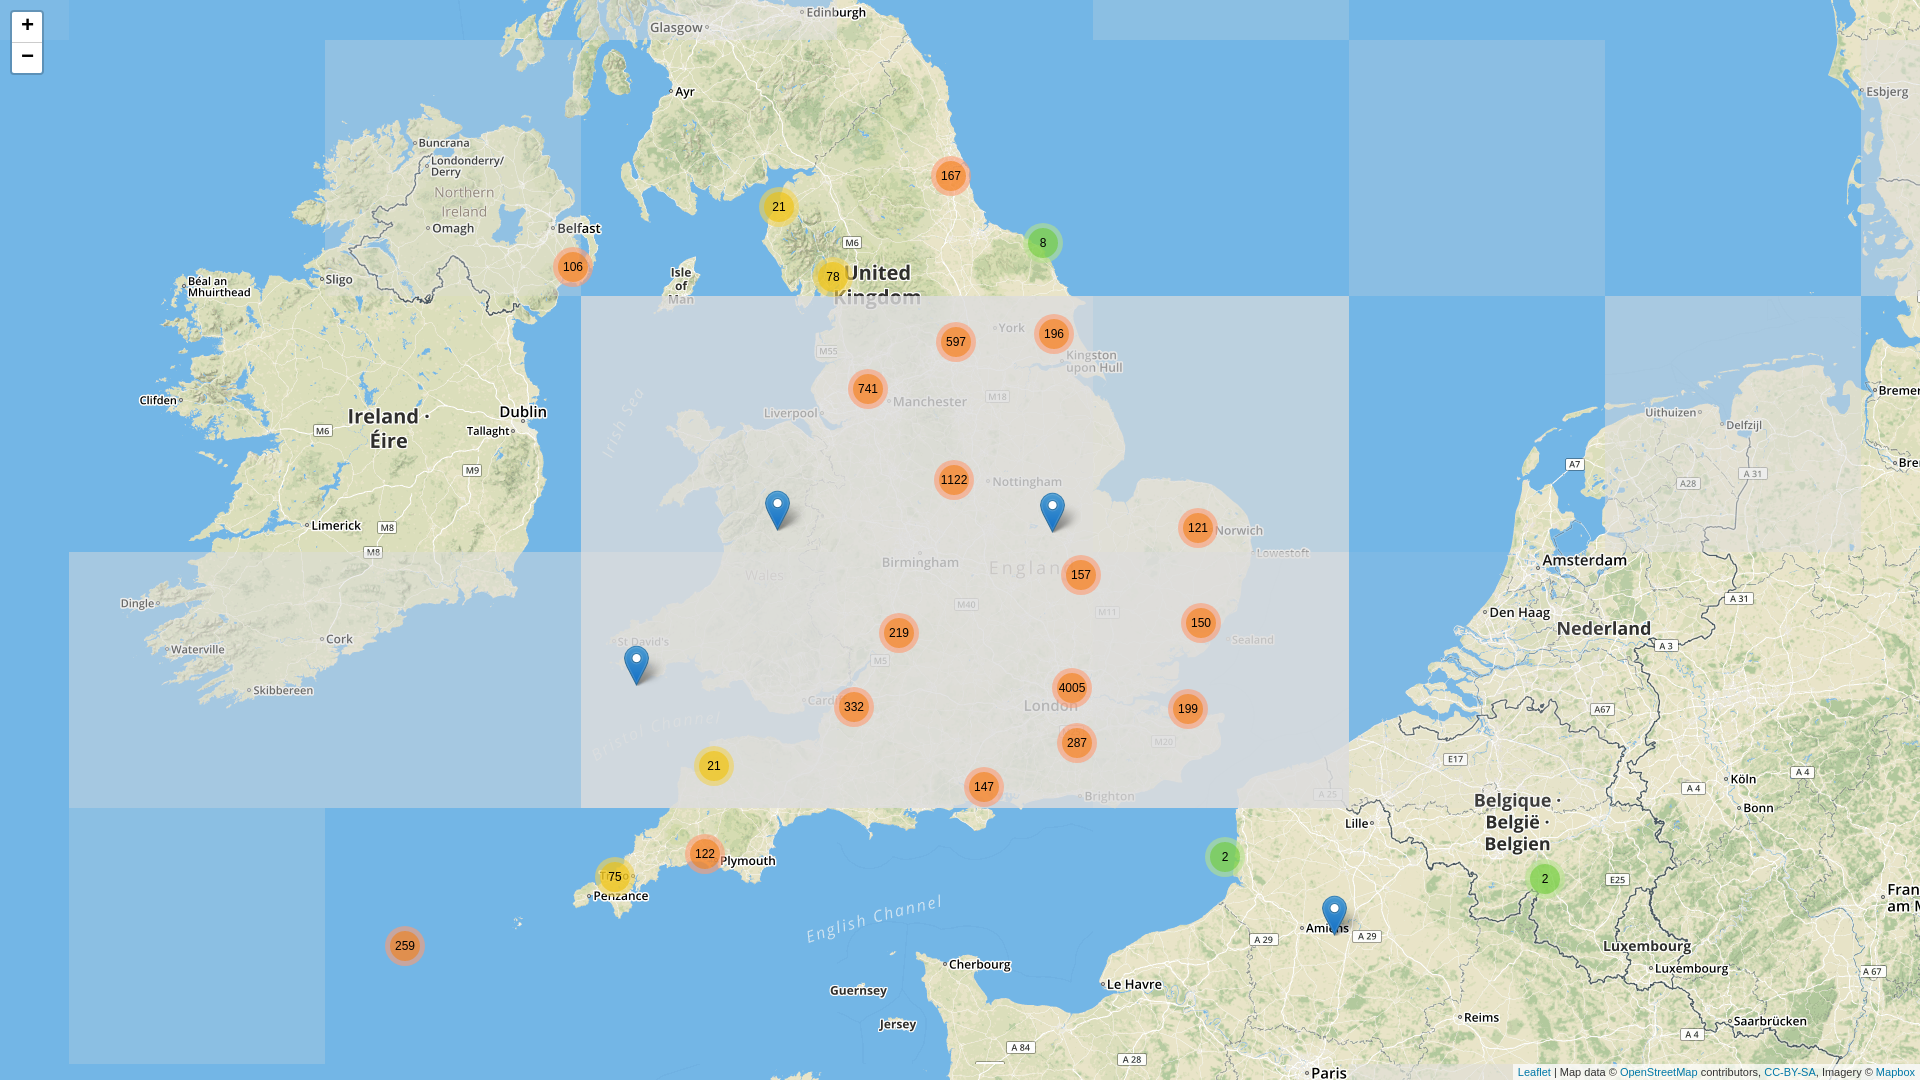 +
−
Edinburgh
Glasgow
Ayr
Esbjerg
Buncrana
Londonderry/
Derry
Northern
Ireland
Omagh
Belfast
167
21
M6
8
106
Isle
of
Man
78
United
Kingdom
Sligo
Béal an
Mhuirthead
York
196
597
M5S
Kingston
upon Hull
741
Manchester
M18
Irish Sea
Liverpool
Clifden
Ireland ·
Éire
Dublin
Tallaght
M6
M9
Bremer
Uithuizen
Delfzijl
A7
A 31
A28
Bre
1122
Nottingham
Limerick
M8
M8
121
Norwich
Lowestoft
Birmingham
Wales
157
Amsterdam
Dingle
M40
M11
A 31
Den Haag
Nederland
Cork
Waterville
St David's
219
150
Sealand
A 3
M5
Skibbereen
4005
332
London
199
A67
Bristol Channel
287
M20
E17
21
147
Brighton
A 25
A 4
A 4
Köln
Bonn
Belgique ·
België ·
Belgien
Lille
122
Plymouth
2
75
Penzance
2
E25
Fran
am M
English Channel
Amiens
A 29
A 29
259
Luxembourg
Luxembourg
A 67
Cherbourg
Le Havre
Guernsey
Jersey
Reims
Saarbrücken
A 4
A 84
A 28
Paris
Leaflet | Map data © OpenStreetMap contributors, CC-BY-SA, Imagery © Mapbox